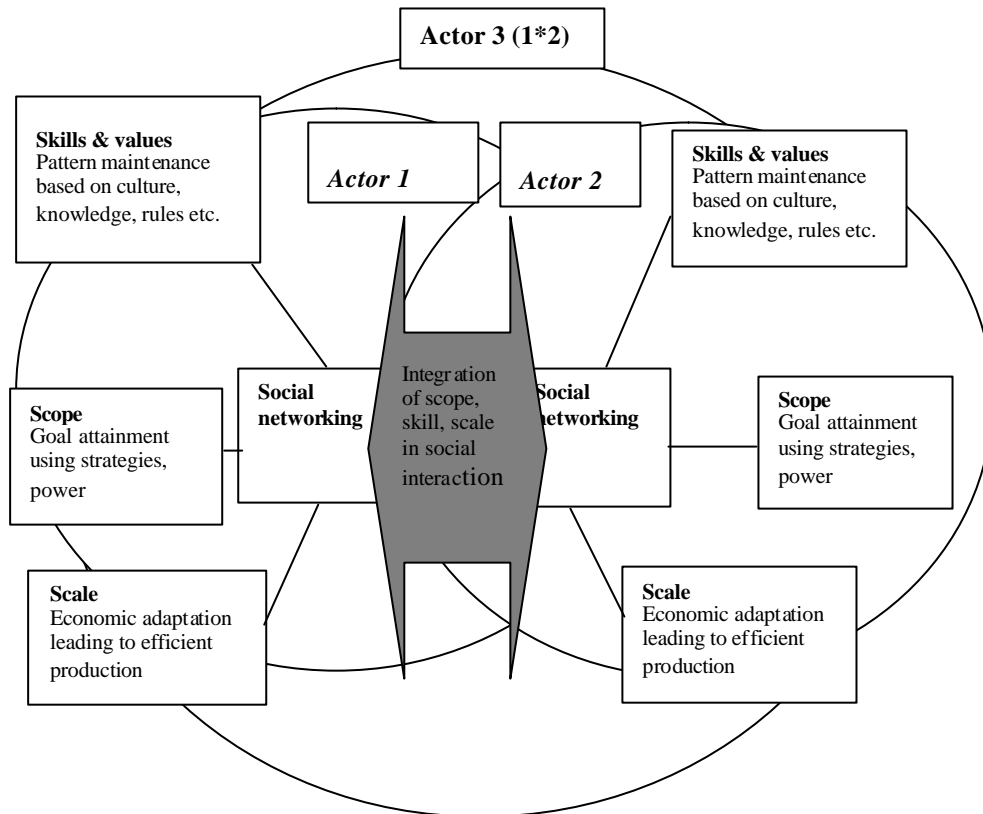 Actor 3 (1*2)
Skills & values
Pattern maintenance
based on culture,
knowledge, rules etc.
Actor 1
Actor 2
Skills & values
Pattern maintenance
based on culture,
knowledge, rules etc.
Scope
Goal attainment
using strategies,
power
Social
networking
Integration
of scope,
skill, scale
in social
interaction
Social
networking
Scope
Goal attainment
using strategies,
power
Scale
Economic adaptation
leading to efficient
production
Scale
Economic adaptation
leading to efficient
production